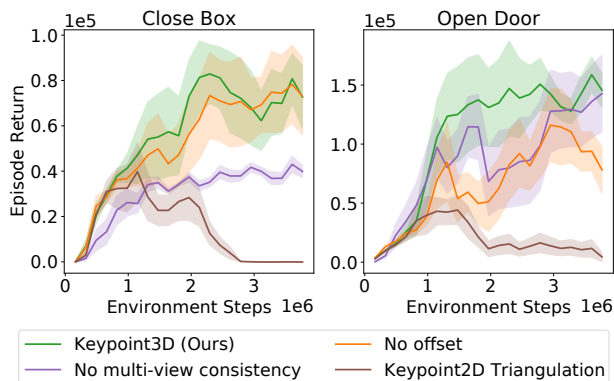 Close Box
Open Door
1e5
1e5
Episode Return
1.0
0.8
0.6
0.4
0.2
0.0
1.5
1.0
0.5
0.0
0 1 2 3
0 1 2 3
Environment Steps 1e6
Environment Steps 1e6
Keypoint3D (Ours)
No offset
No multi-view consistency
Keypoint2D Triangulation